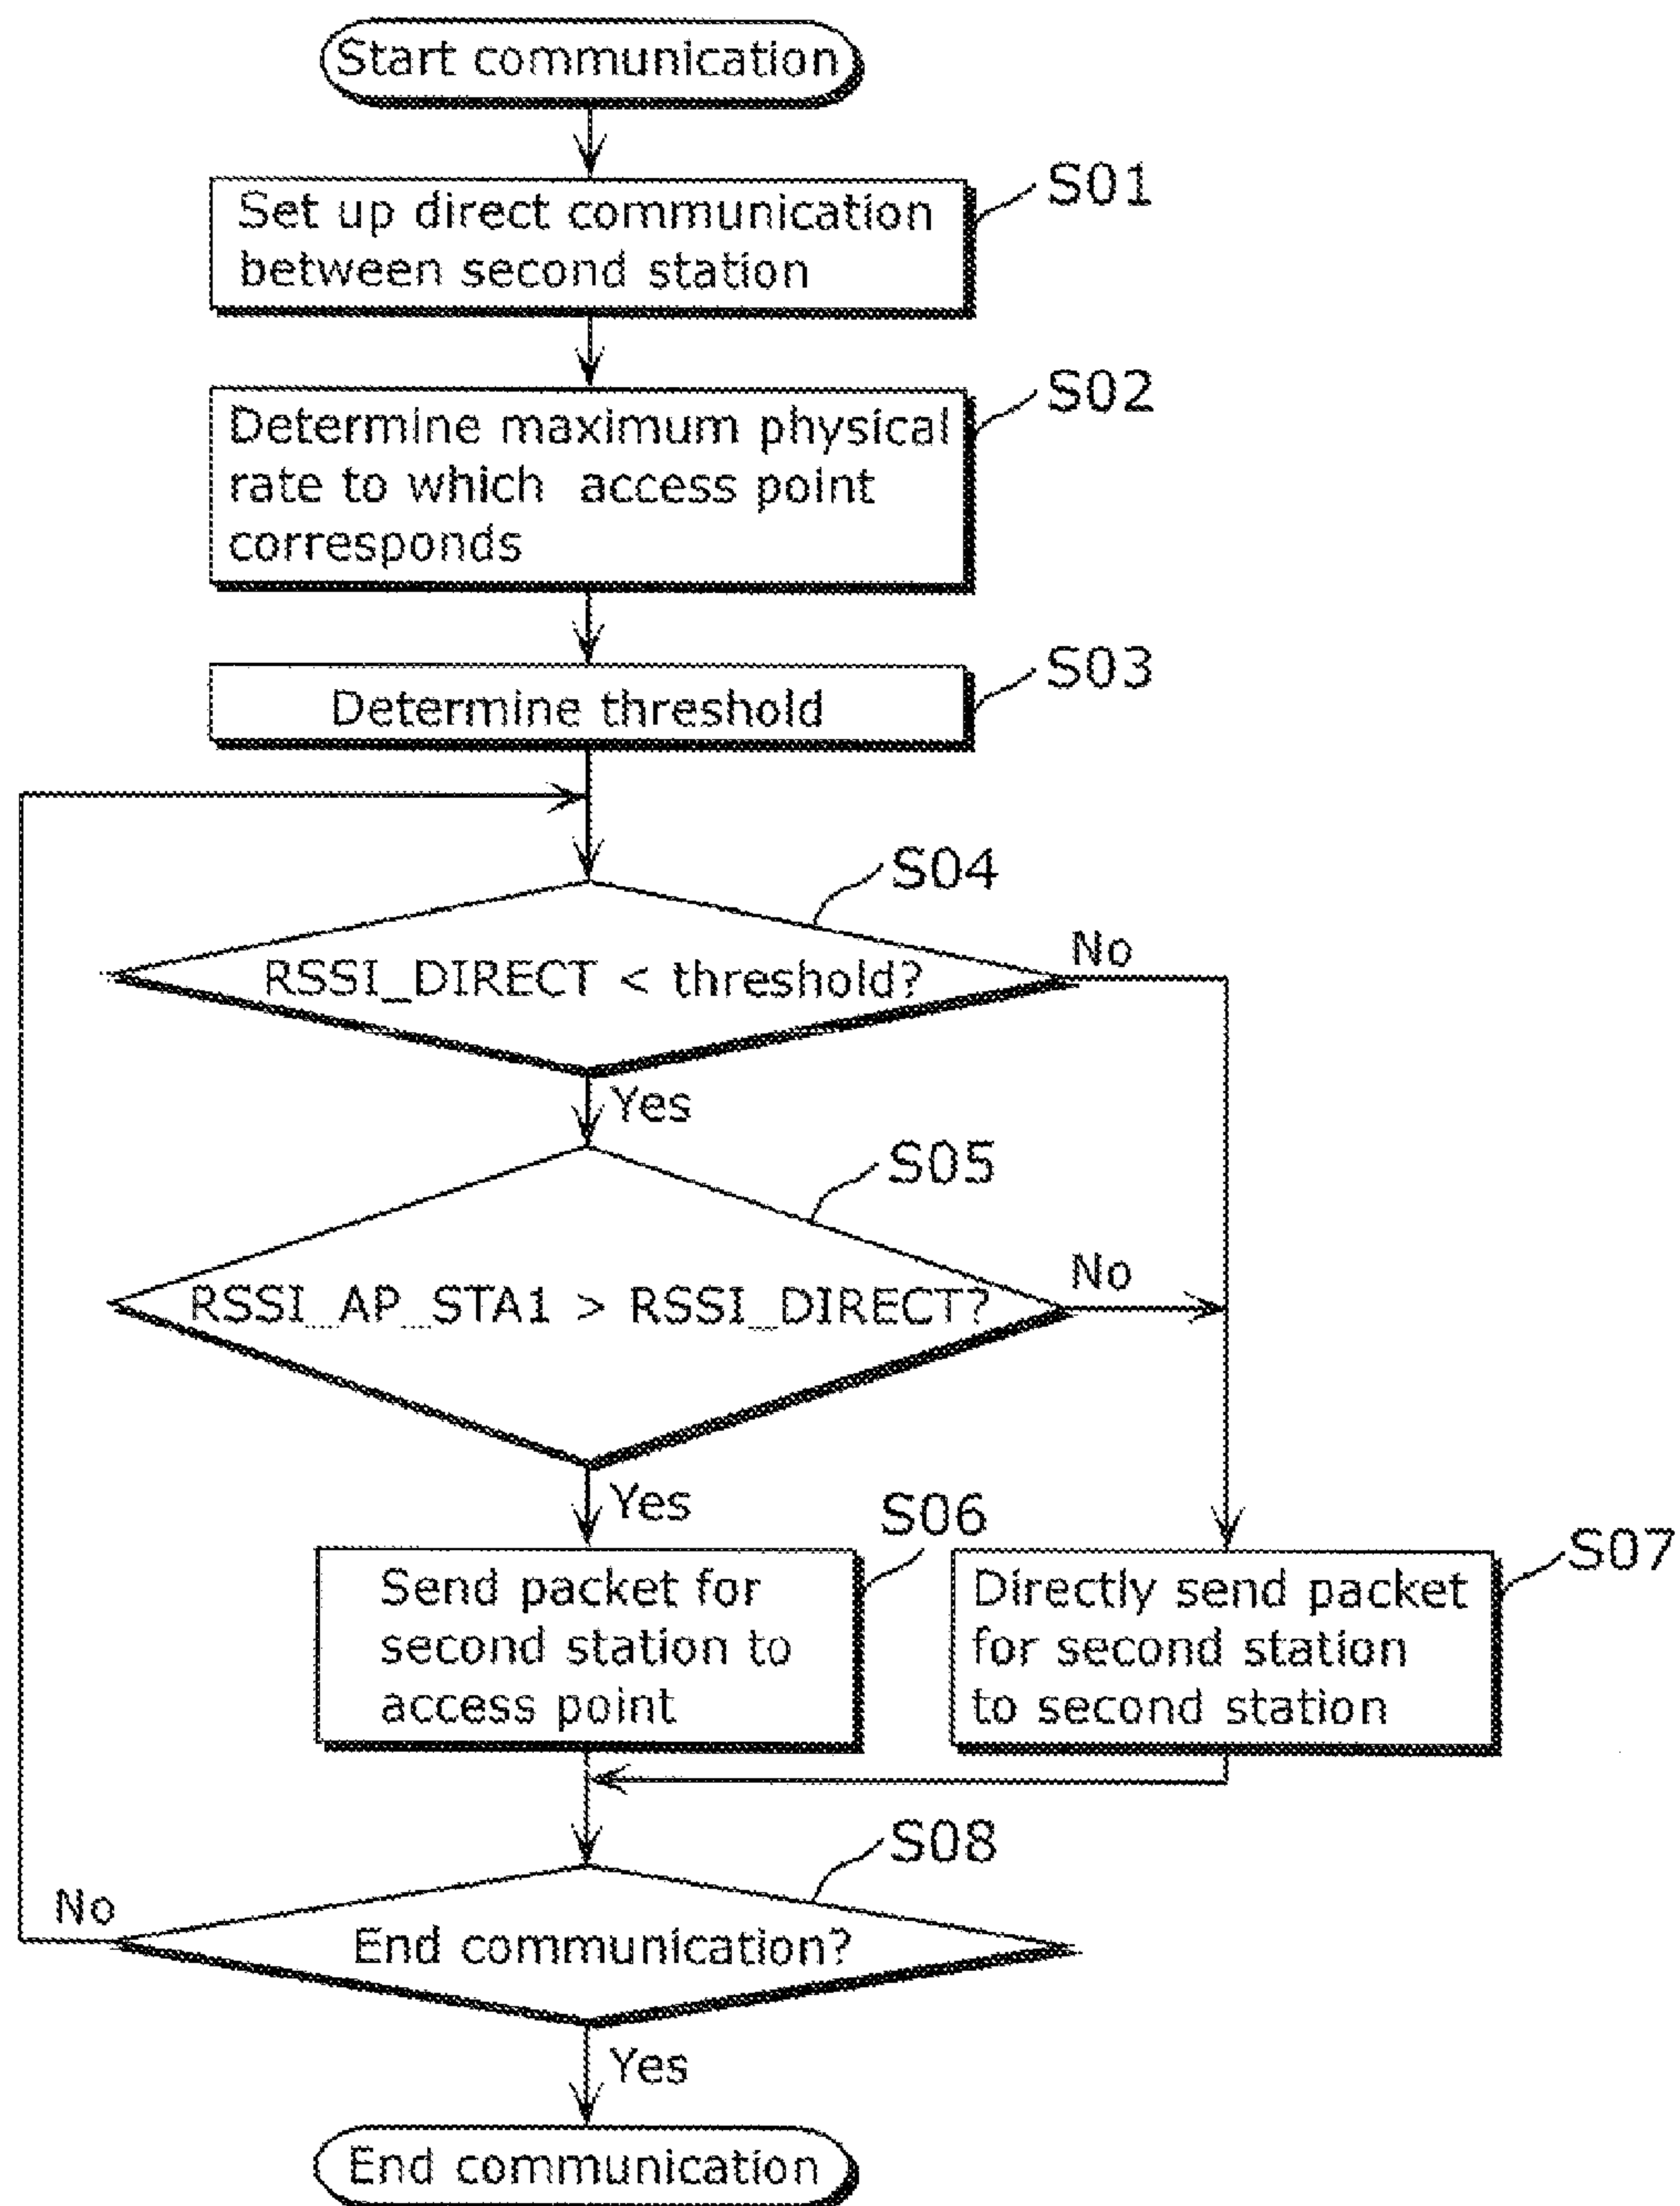 Start communication
S01
Set up direct communication
between second station
S02
Determine maximum physical
rate to which access point
corresponds
S03
Determine threshold
S04
RSSI_DIRECT < threshold?
No
Yes
S05
RSSI_AP_STA1 > RSSI_DIRECT?
No
Yes
S06
Send packet for
second station to
access point
S07
Directly send packet
for second station
to second station
S08
No
End communication?
Yes
End communication